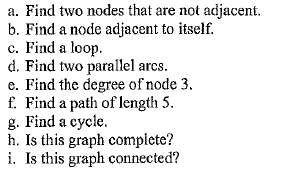 a. Find two nodes that are not adjacent.
b. Find a node adjacent to itself.
c. Find a loop.
d. Find two parallel arcs.
e. Find the degree of node 3.
f. Find a path of length 5.
g. Find a cycle.
h. Is this graph complete?
i. Is this graph connected?